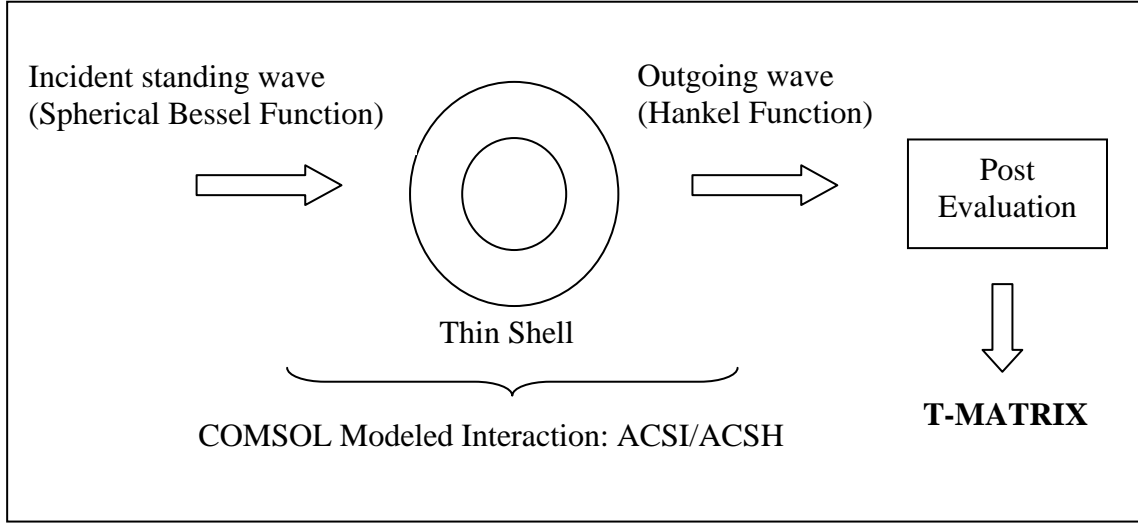 Incident standing wave
(Spherical Bessel Function)
Outgoing wave
(Hankel Function)
Post
Evaluation
Thin Shell
COMSOL Modeled Interaction: ACSI/ACSH
T-MATRIX